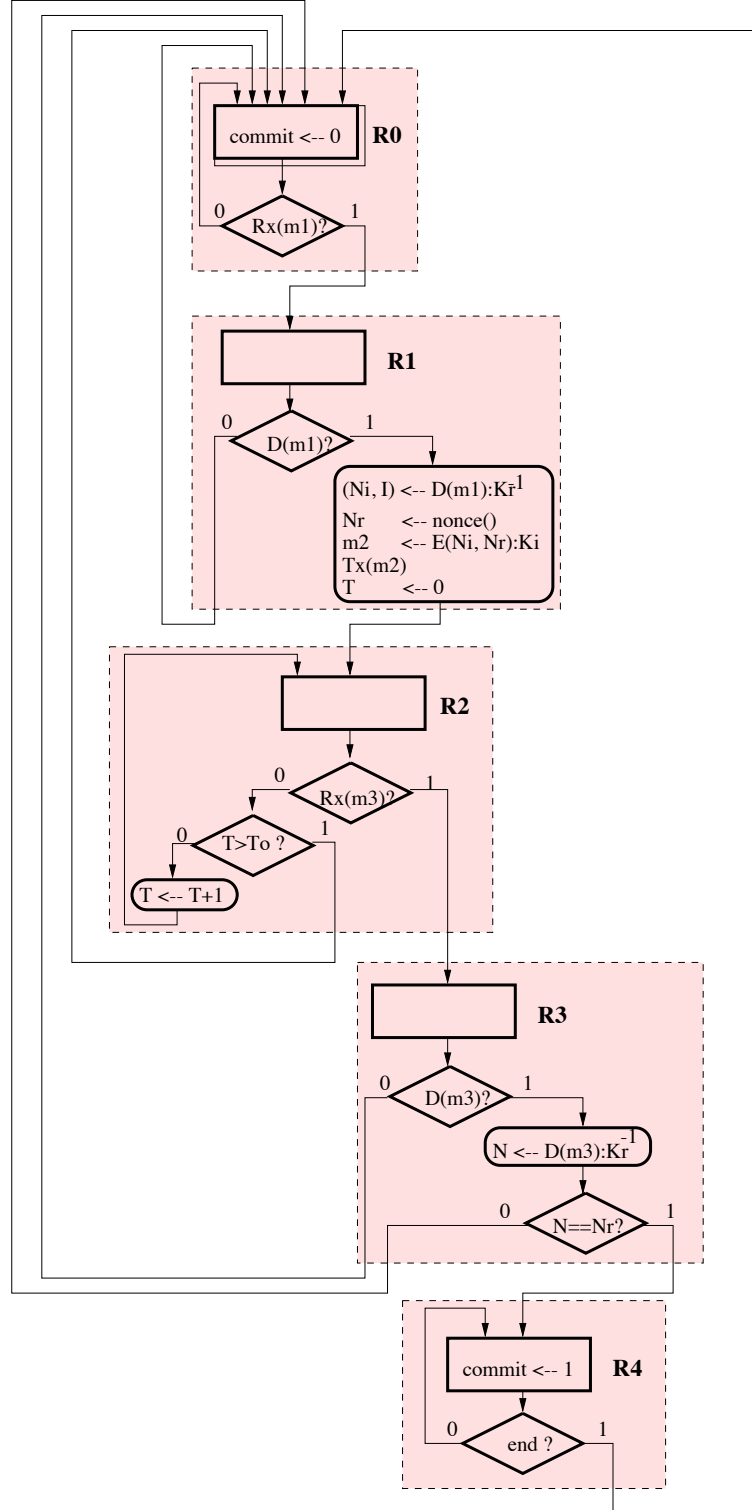 commit <-- 0
R0
0
Rx(m1)?
1
R1
0
D(m1)?
1
(Ni, I) <-- D(m1):Kr-1
Nr <-- nonce()
m2 <-- E(Ni, Nr):Ki
Tx(m2)
T <-- 0
R2
0
Rx(m3)?
1
0
T>To ?
1
T <-- T+1
R3
0
D(m3)?
1
N <-- D(m3):Kr-1
0
N==Nr?
1
commit <-- 1
R4
0
end ?
1